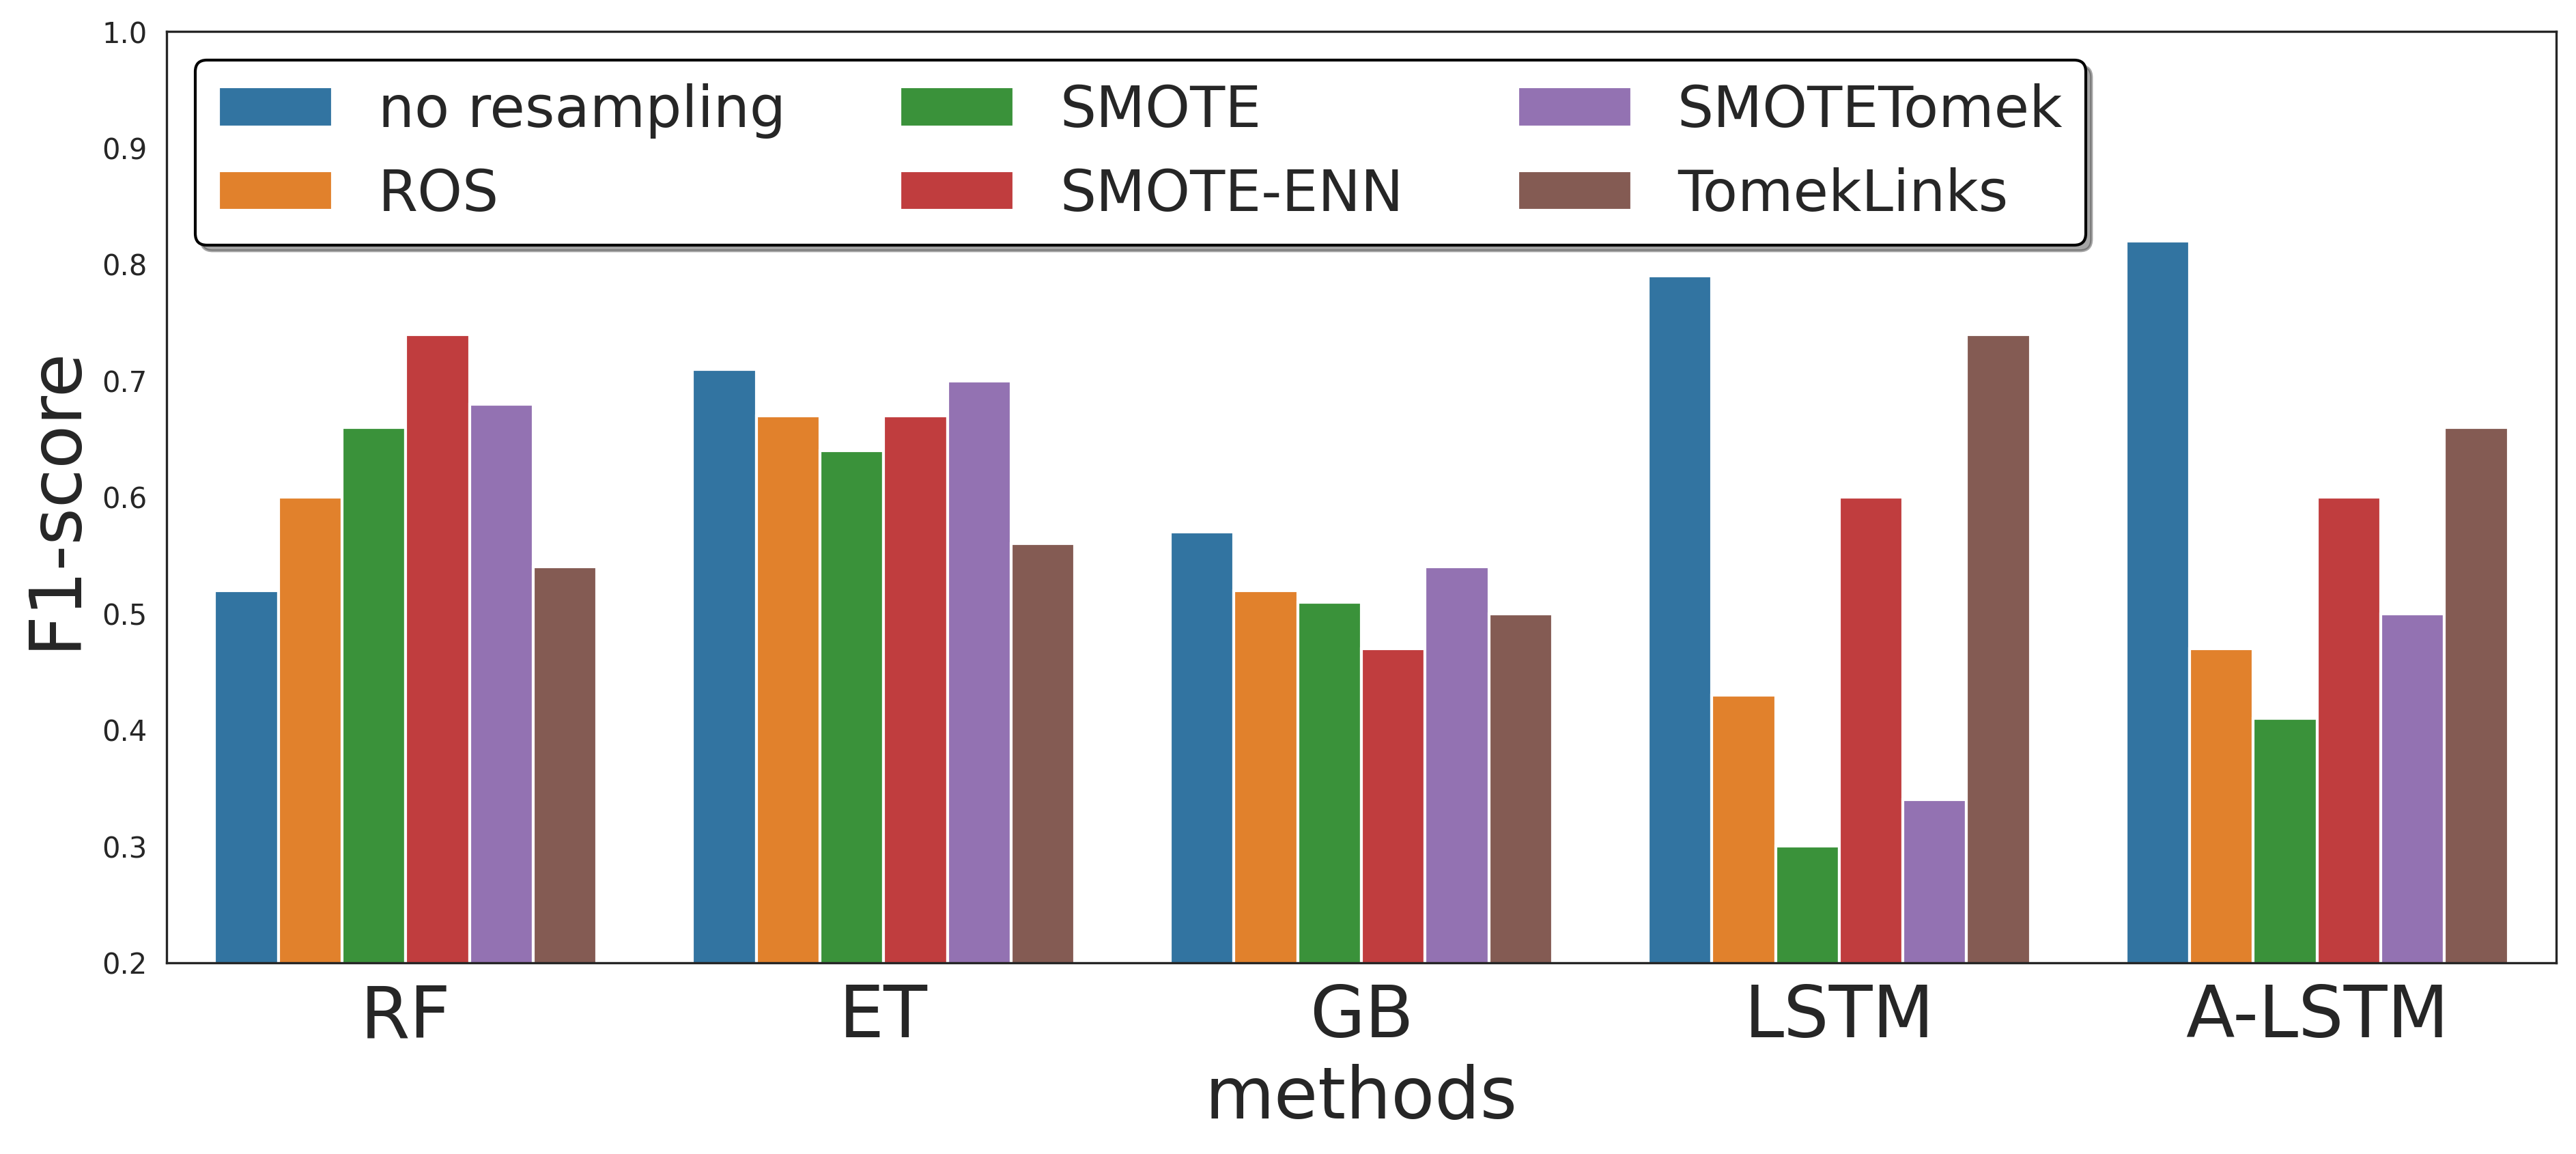 1.0
0.9
0.8
0.7
0.6
0.5
0.4
0.3
0.2
F1-score
no resampling
ROS
SMOTE
SMOTE-ENN
SMOTETomek
TomekLinks
RF
ET
GB
LSTM
A-LSTM
methods